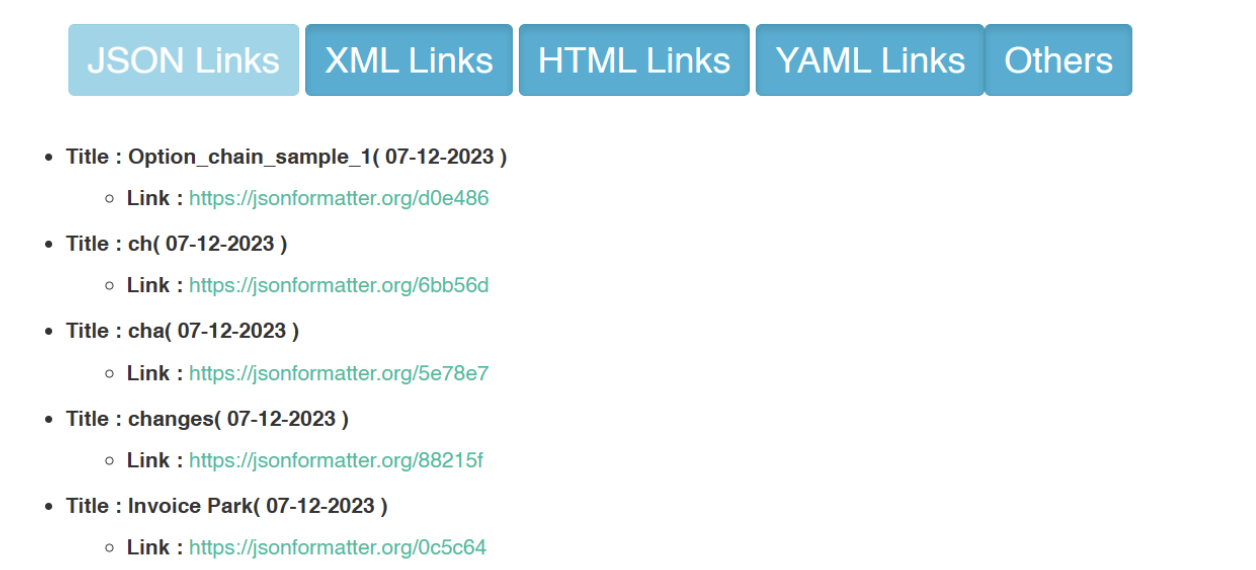 JSON Links XML Links HTML Links YAML Links Others
Title : Option_chain_sample_1( 07-12-2023 )
Link : https://jsonformatter.org/d0e486
Title : ch( 07-12-2023 )
Link : https://jsonformatter.org/6bb56d
Title : cha( 07-12-2023 )
Link : https://jsonformatter.org/5e78e7
Title : changes( 07-12-2023 )
Link : https://jsonformatter.org/88215f
Title : Invoice Park( 07-12-2023 )
Link : https://jsonformatter.org/0c5c64